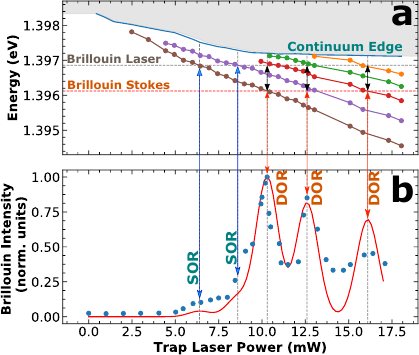 a
1.398
1.397
1.396
1.395
Energy (eV)
Continuum Edge
Brillouin Laser
Brillouin Stokes
b
1.00
0.75
0.50
0.25
0.00
Brillouin Intensity
(norm. units)
SOR
SOR
DOR
DOR
DOR
0.0 2.5 5.0 7.5 10.0 12.5 15.0 17.5
Trap Laser Power (mW)